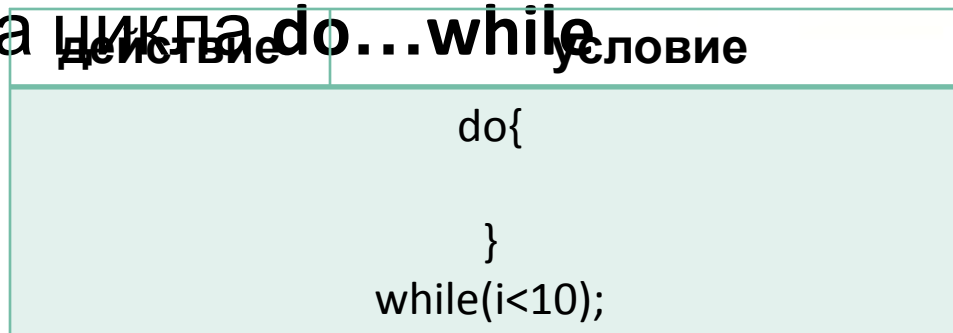 а цикла do...while
действие условие
do{
}
while(i<10);